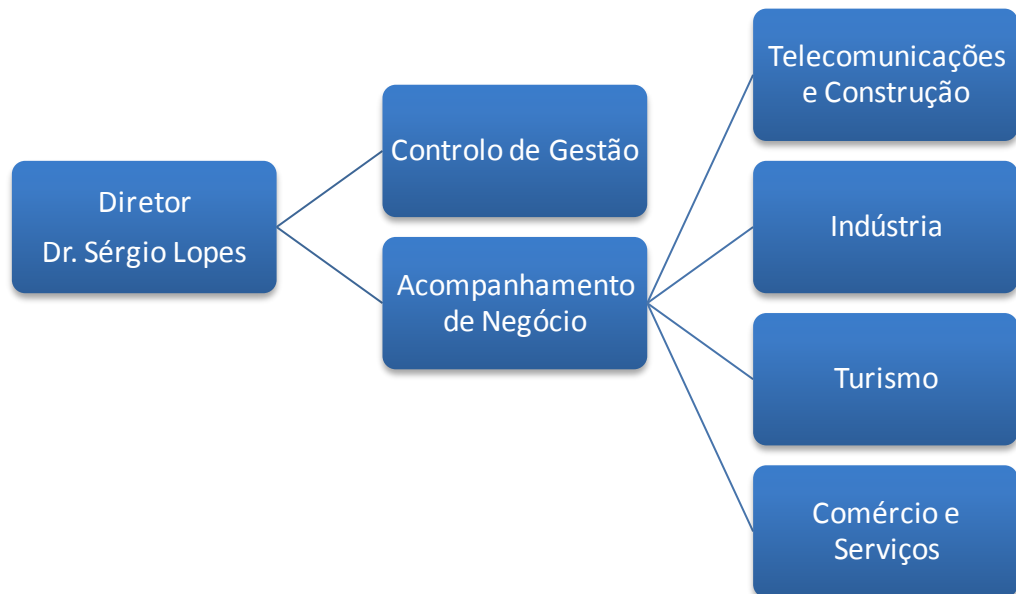 Diretor
Dr. Sérgio Lopes
Controlo de Gestão
Acompanhamento
de Negócio
Telecomunicações
e Construção
Indústria
Turismo
Comércio e
Serviços